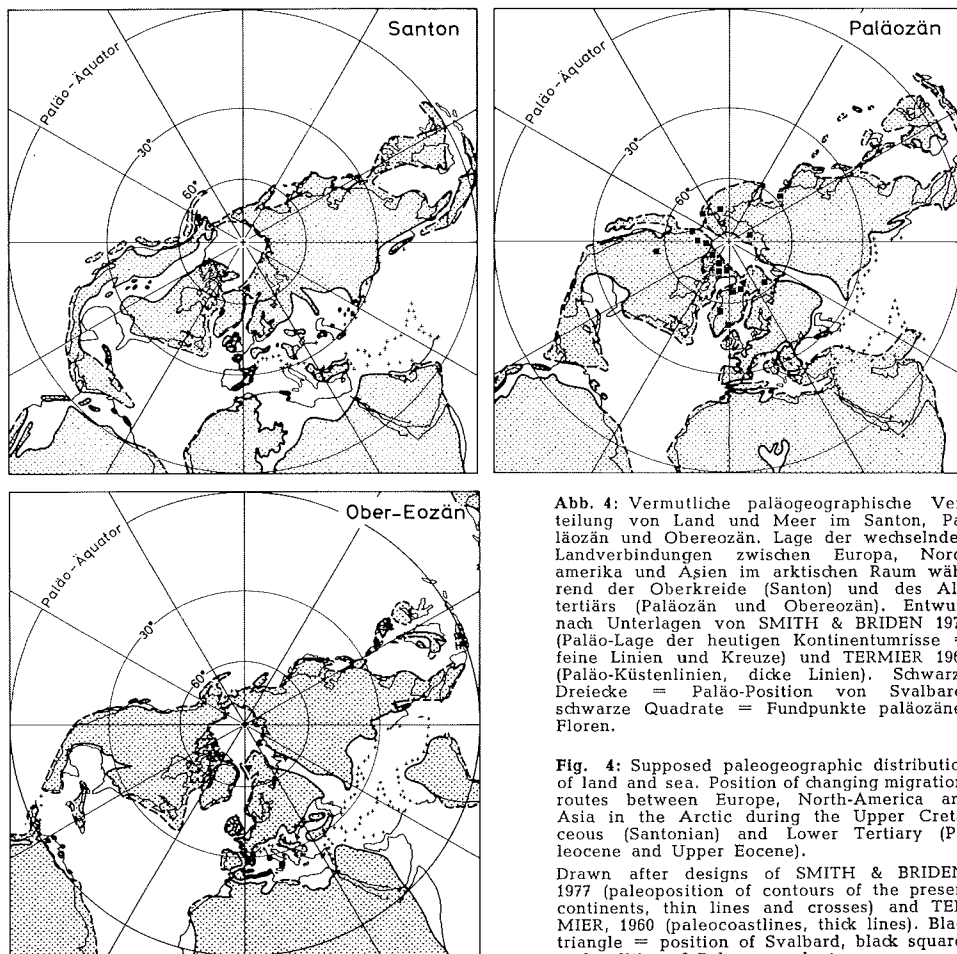 Santon
Paläo-Äquator
30°
60°
Paläozän
Paläo-Äquator
30°
60°
Ober-Eozän
Paläo-Äquator
30°
60°
Abb. 4: Vermutliche paläogeographische Ver
teilung von Land und Meer im Santon, Pa
läozän und Obereozän. Lage der wechselnde
Landverbindungen zwischen Europa, Nord
amerika und Asien im arktischen Raum wäh
rend der Oberkreide (Santon) und des Al
tertiärs (Paläozän und Obereozän). Entwu
nach Unterlagen von SMITH & BRIDEN 197
(Paläo-Lage der heutigen Kontinentumrisse =
feine Linien und Kreuze) und TERMIER 196
(Paläo-Küstenlinien, dicke Linien). Schwarz
Dreiecke = Paläo-Position von Svalbard
schwarze Quadrate = Fundpunkte paläozäne
Floren.
Fig. 4: Supposed paleogeographic distributio
of land and sea. Position of changing migration
routes between Europe, North-America an
Asia in the Arctic during the Upper Creta
ceous (Santonian) and Lower Tertiary (P
leocene and Upper Eocene).
Drawn after designs of SMITH & BRIDEN
1977 (paleoposition of contours of the presen
continents, thin lines and crosses) and TER
MIER, 1960 (paleocoastlines, thick lines). Bla
triangle = position of Svalbard, black square